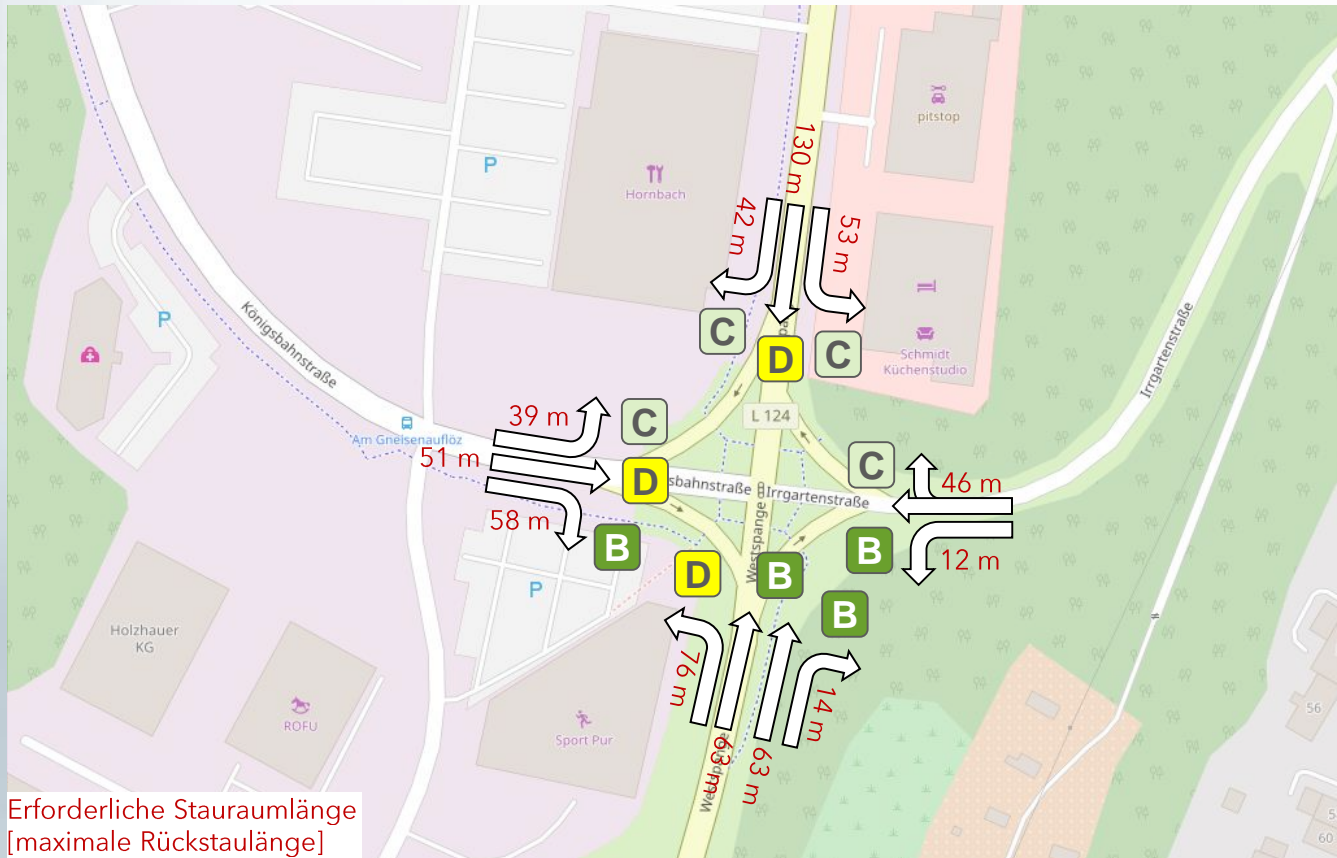 pitstop
P
Hornbach
130 m
42 m
53 m
Königsbahnstraße
P
C
D
C
Schmidt
Küchenstudio
Irrgartenstraße
L 124
39 m
C
Am Gneisenauflöz
51 m
D
sbahnstraße
Irrgartenstraße
C
46 m
58 m
B
Westspange
B
12 m
D
B
B
P
Holzhauer
KG
ROFU
Sport Pur
76 m
63 m
63 m
14 m
Westspange
56
60
Erforderliche Stauraumlänge
[maximale Rückstaulänge]